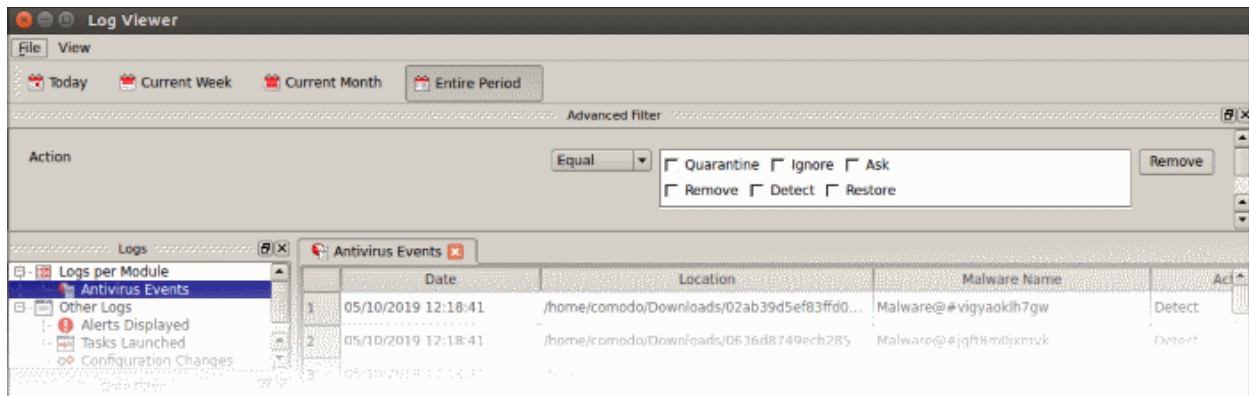 Log Viewer
File View
Today Current Week Current Month Entire Period
Advanced Filter
Action Equal Quarantine Ignore Ask Remove
Remove Detect Restore
Logs
Logs per Module
Antivirus Events
Other Logs
Alerts Displayed
Tasks Launched
Configuration Changes
Antivirus Events
Date Location Malware Name
1 05/10/2019 12:18:41 /home/comodo/Downloads/02ab39d5ef83ffd0... Malware@#vigyaoklh7gw Detect
2 05/10/2019 12:18:41 Detect
3